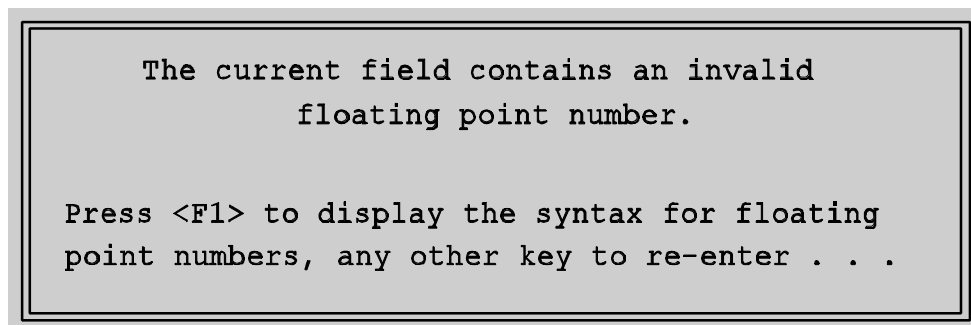 The current field contains an invalid
floating point number.
Press <F1> to display the syntax for floating
point numbers, any other key to re-enter . . .